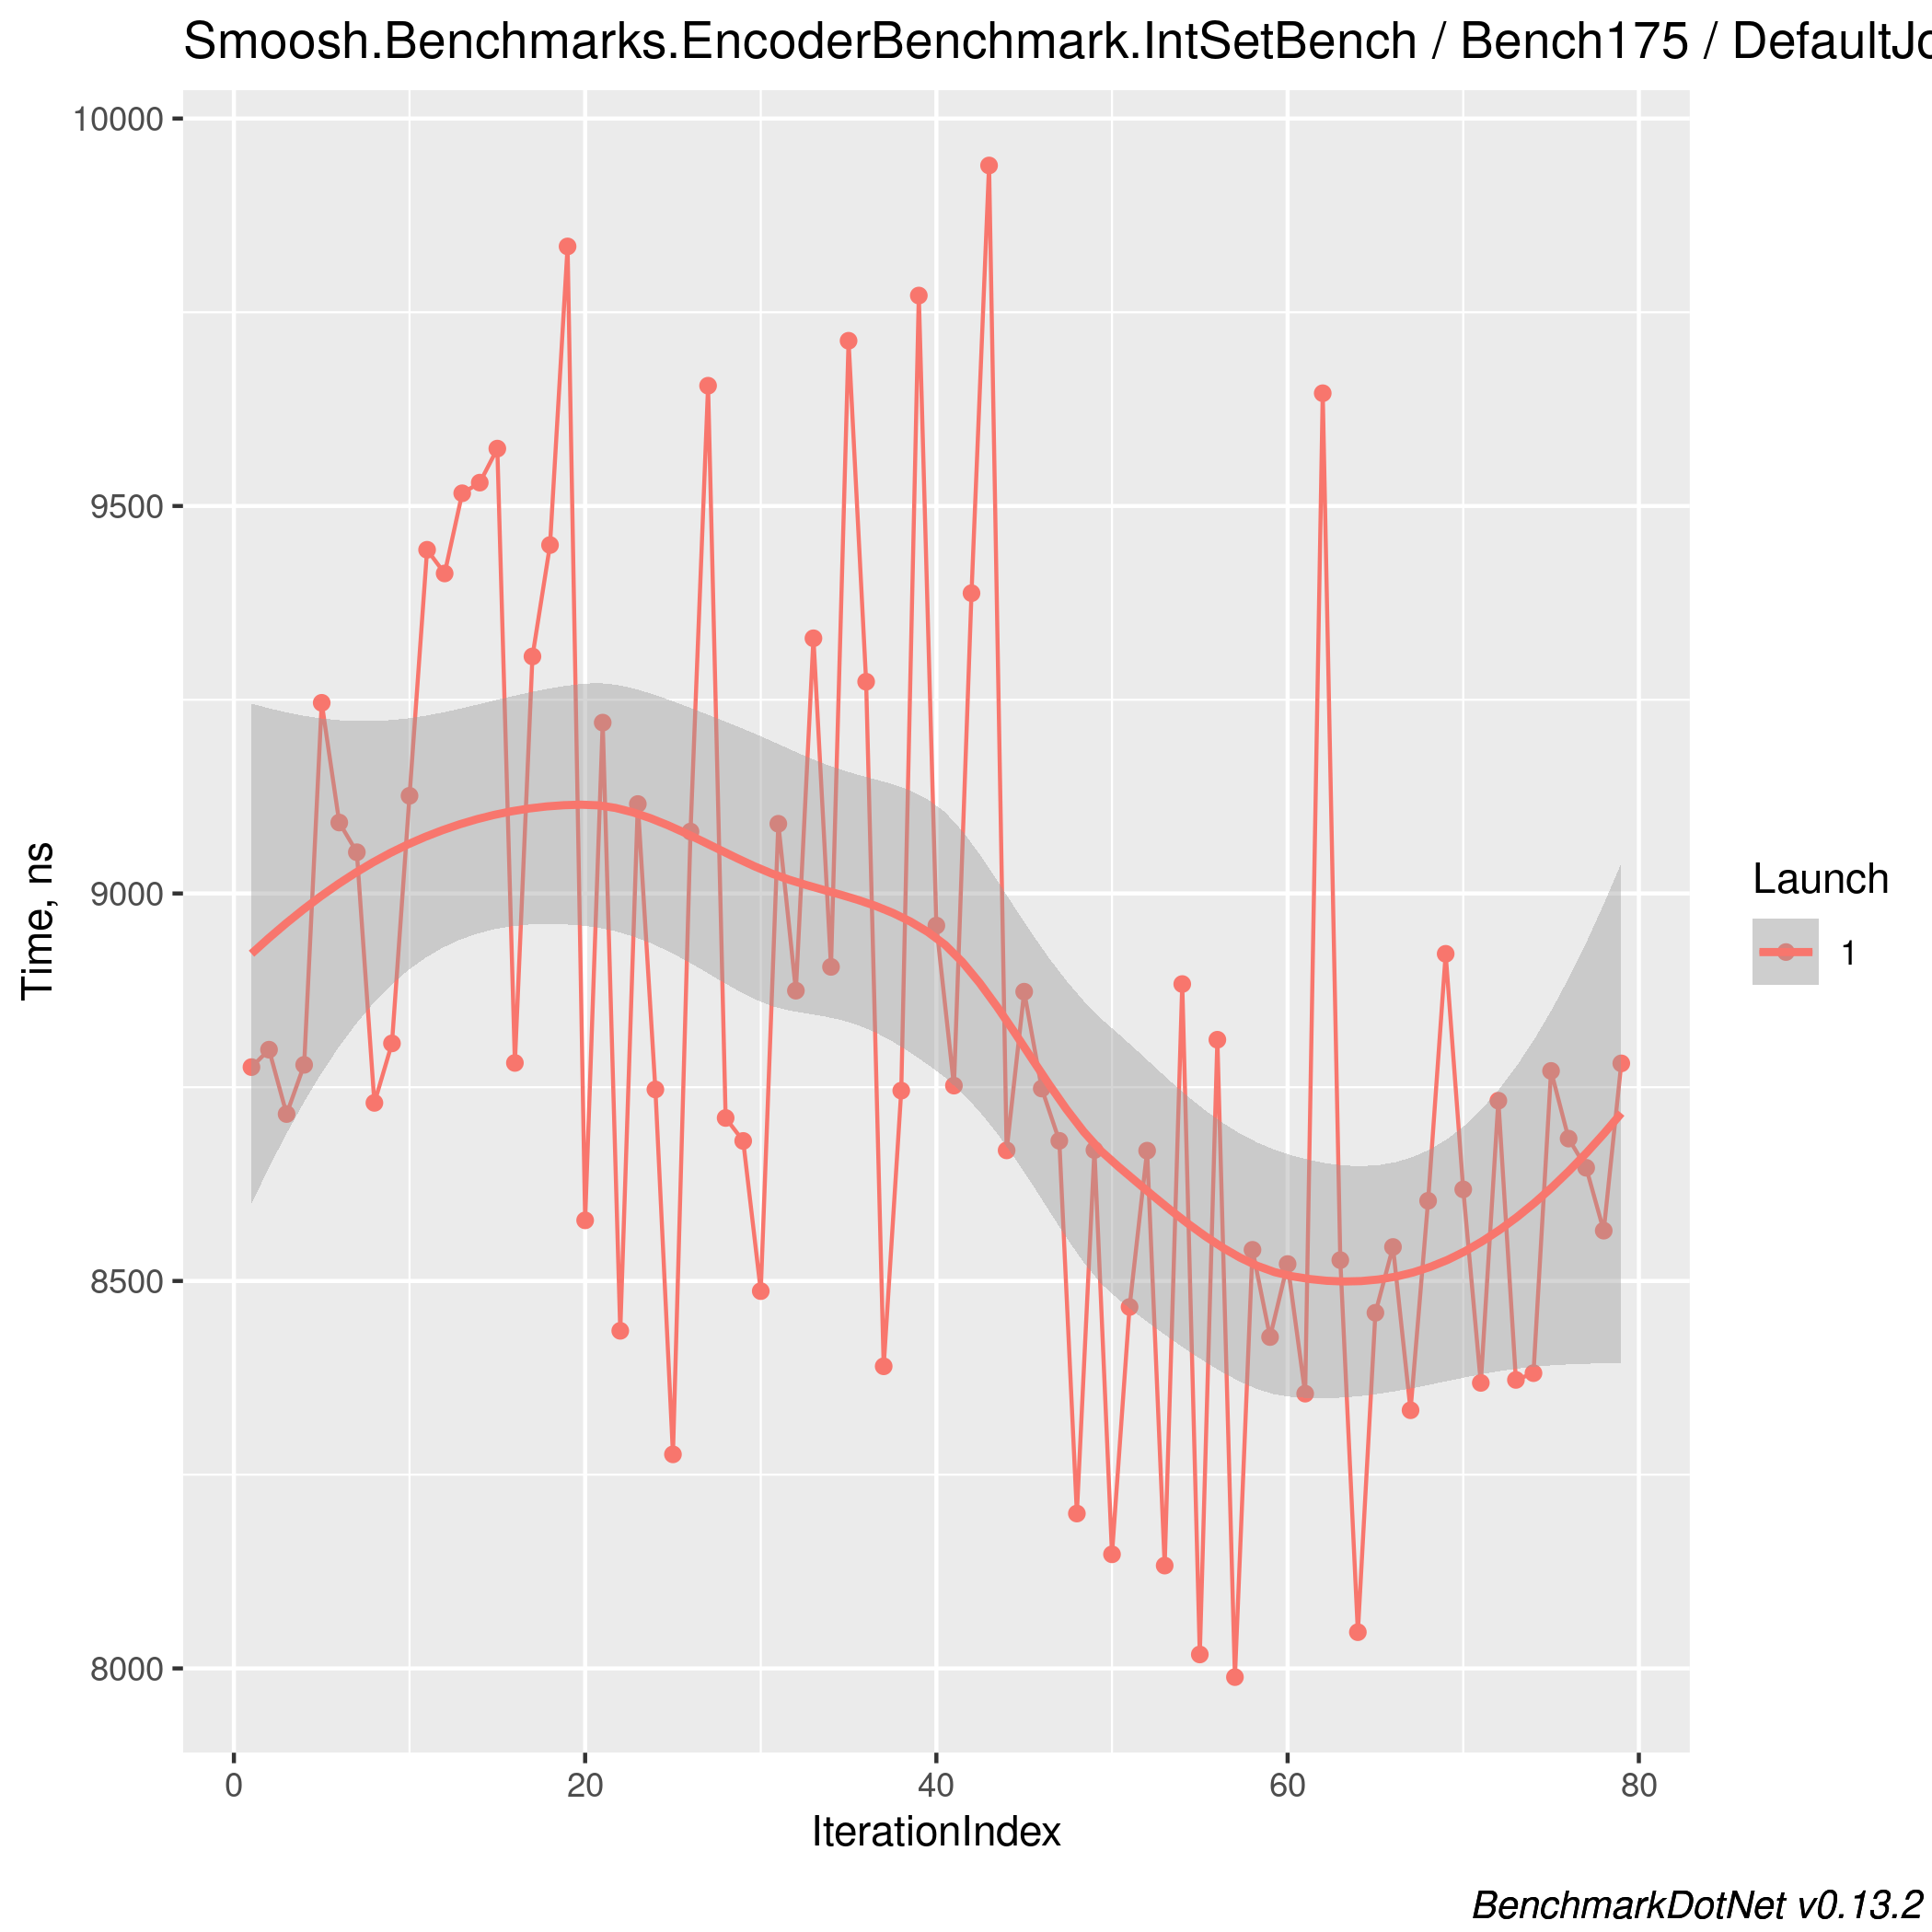 Smoosh.Benchmarks.EncoderBenchmark.IntSetBench / Bench175 / DefaultJo
10000
9500
9000
8500
8000
Time, ns
0 20 40 60 80
IterationIndex
Launch
1
BenchmarkDotNet v0.13.2